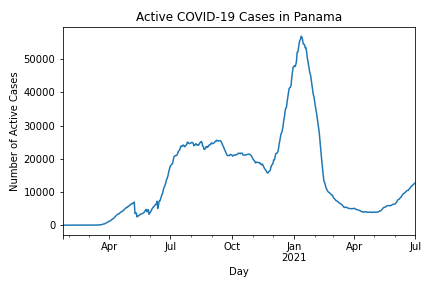 Active COVID-19 Cases in Panama
Number of Active Cases
50000
40000
30000
20000
10000
0
Apr
Jul
Oct
Jan
2021
Apr
Jul
Day